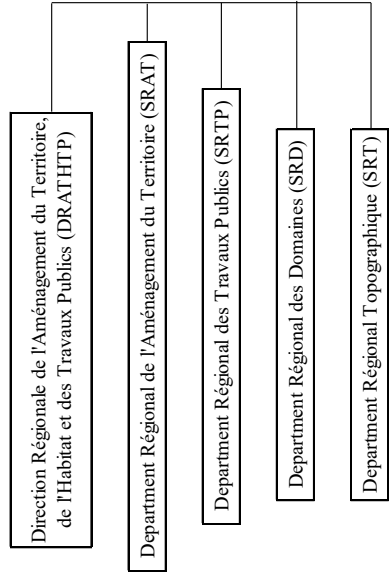 Direction Régionale de l'Aménagement du Territoire,
de l'Habitat et des Travaux Publics (DRATHTP)
Department Régional de l'Aménagement du Territoire (SRAT)
Department Régional des Travaux Publics (SRTP)
Department Régional des Domaines (SRD)
Department Régional Topographique (SRT)